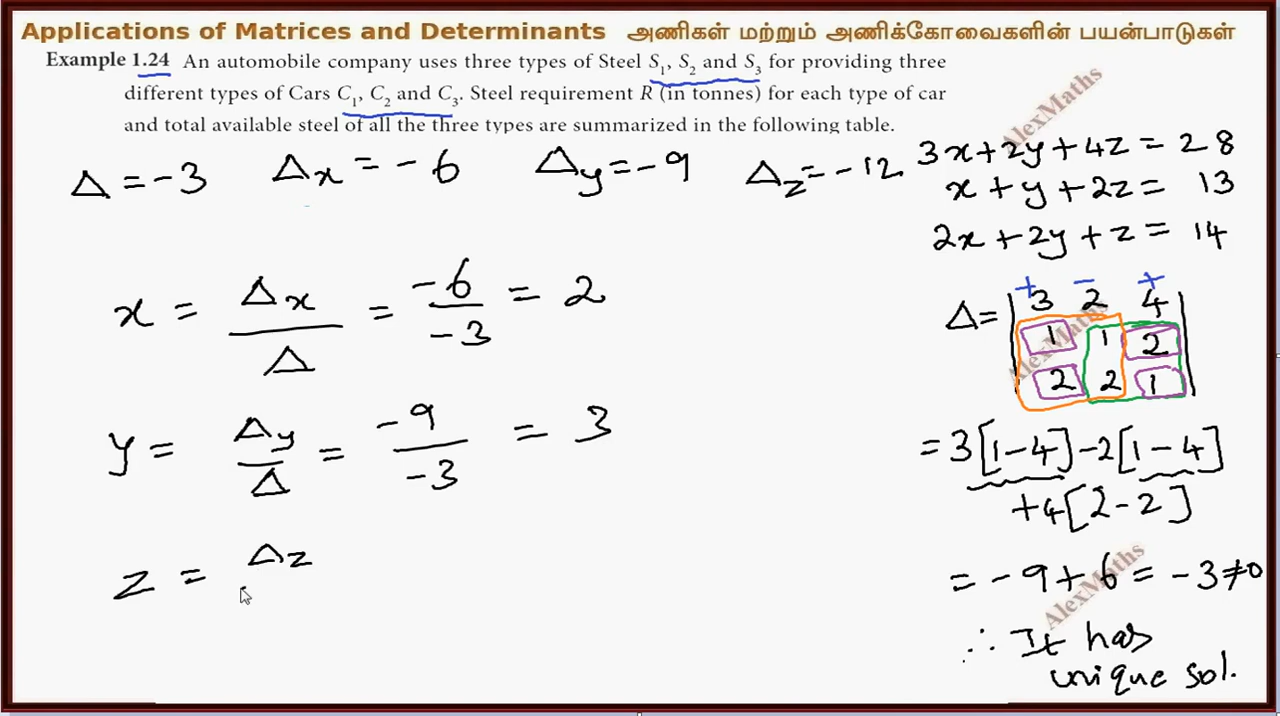 Applications of Matrices and Determinants அணிகள் மற்றும் அணிக்கோவைகளின் பயன்பாடுகள்
Example 1.24 An automobile company uses three types of Steel S₁, S₂ and S₃ for providing three
different types of Cars C₁, C₂ and C₃. Steel requirement R (in tonnes) for each type of car
and total available steel of all the three types are summarized in the following table.
AlexMaths
Δ = -3 Δx = -6 Δy = -9 Δz = -12
3x+2y+4z = 28
x+y+2z = 13
2x+2y+z = 14
x = Δx/Δ = -6/-3 = 2
y = Δy/Δ = -9/-3 = 3
z = Δz
+ - +
Δ = | 3 2 4 |
| 1 1 2 |
| 2 2 1 |
AlexMaths
= 3[1-4] -2[1-4]
+4[2-2]
= -9+6 = -3≠0
AlexMaths
∴ It has
unique sol.